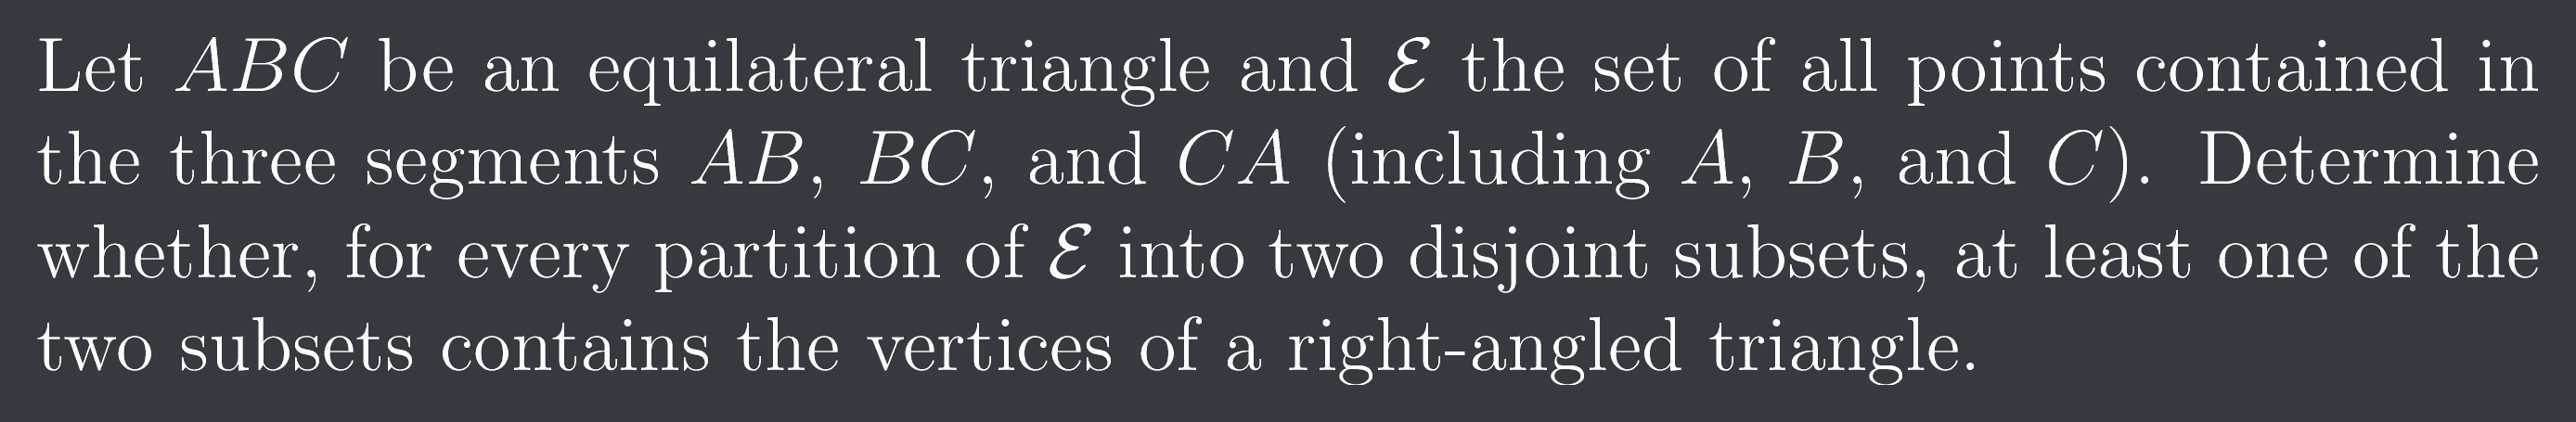 Let $ABC$ be an equilateral triangle and $\mathcal{E}$ the set of all points contained in
the three segments $AB$, $BC$, and $CA$ (including $A$, $B$, and $C$). Determine
whether, for every partition of $\mathcal{E}$ into two disjoint subsets, at least one of the
two subsets contains the vertices of a right-angled triangle.